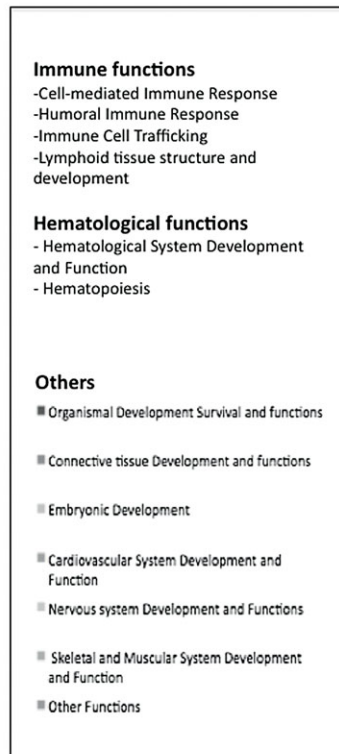 Immune functions
-Cell-mediated Immune Response
-Humoral Immune Response
-Immune Cell Trafficking
-Lymphoid tissue structure and
development
Hematological functions
- Hematological System Development
and Function
- Hematopoiesis
Others
Organismal Development Survival and functions
Connective tissue Development and functions
Embryonic Development
Cardiovascular System Development and
Function
Nervous system Development and Functions
Skeletal and Muscular System Development
and Function
Other Functions